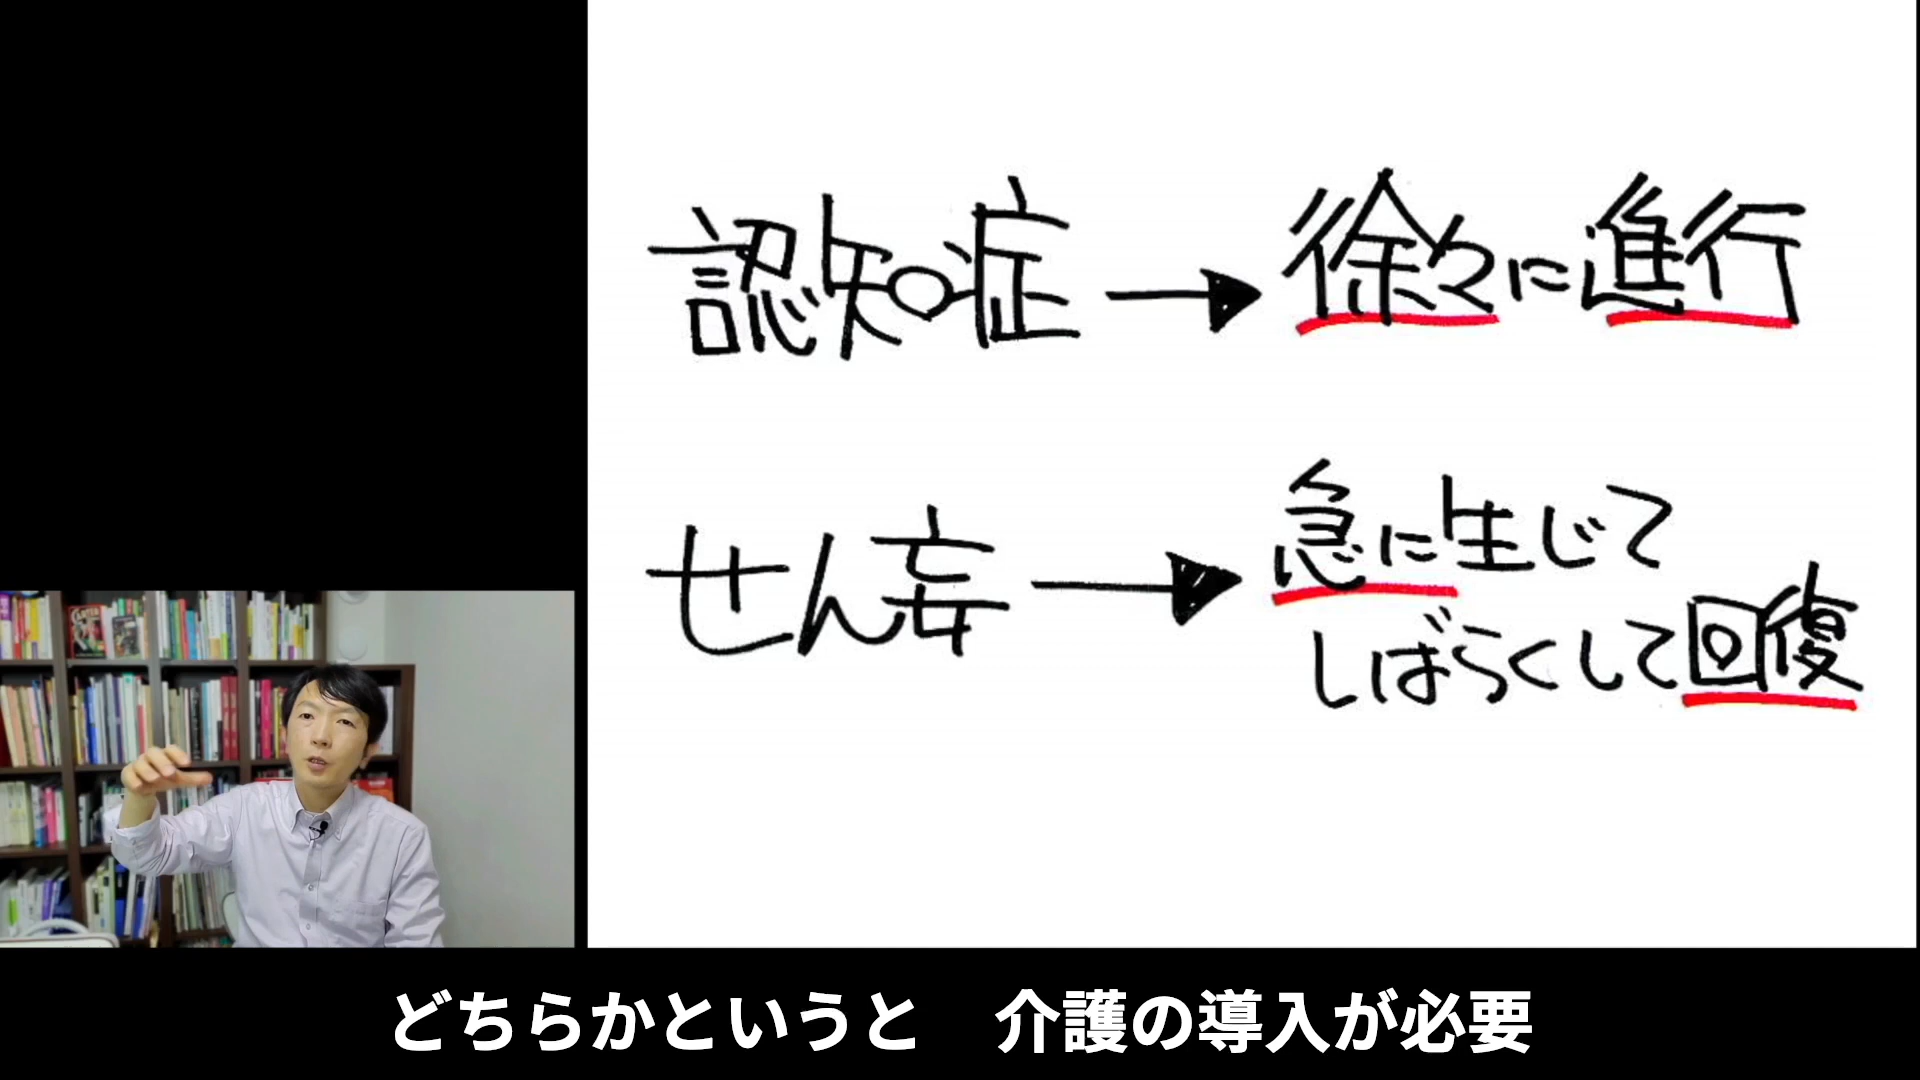 認知症 → 徐々に進行
せん妄 → 急に生じて
しばらくして回復
どちらかというと 介護の導入が必要